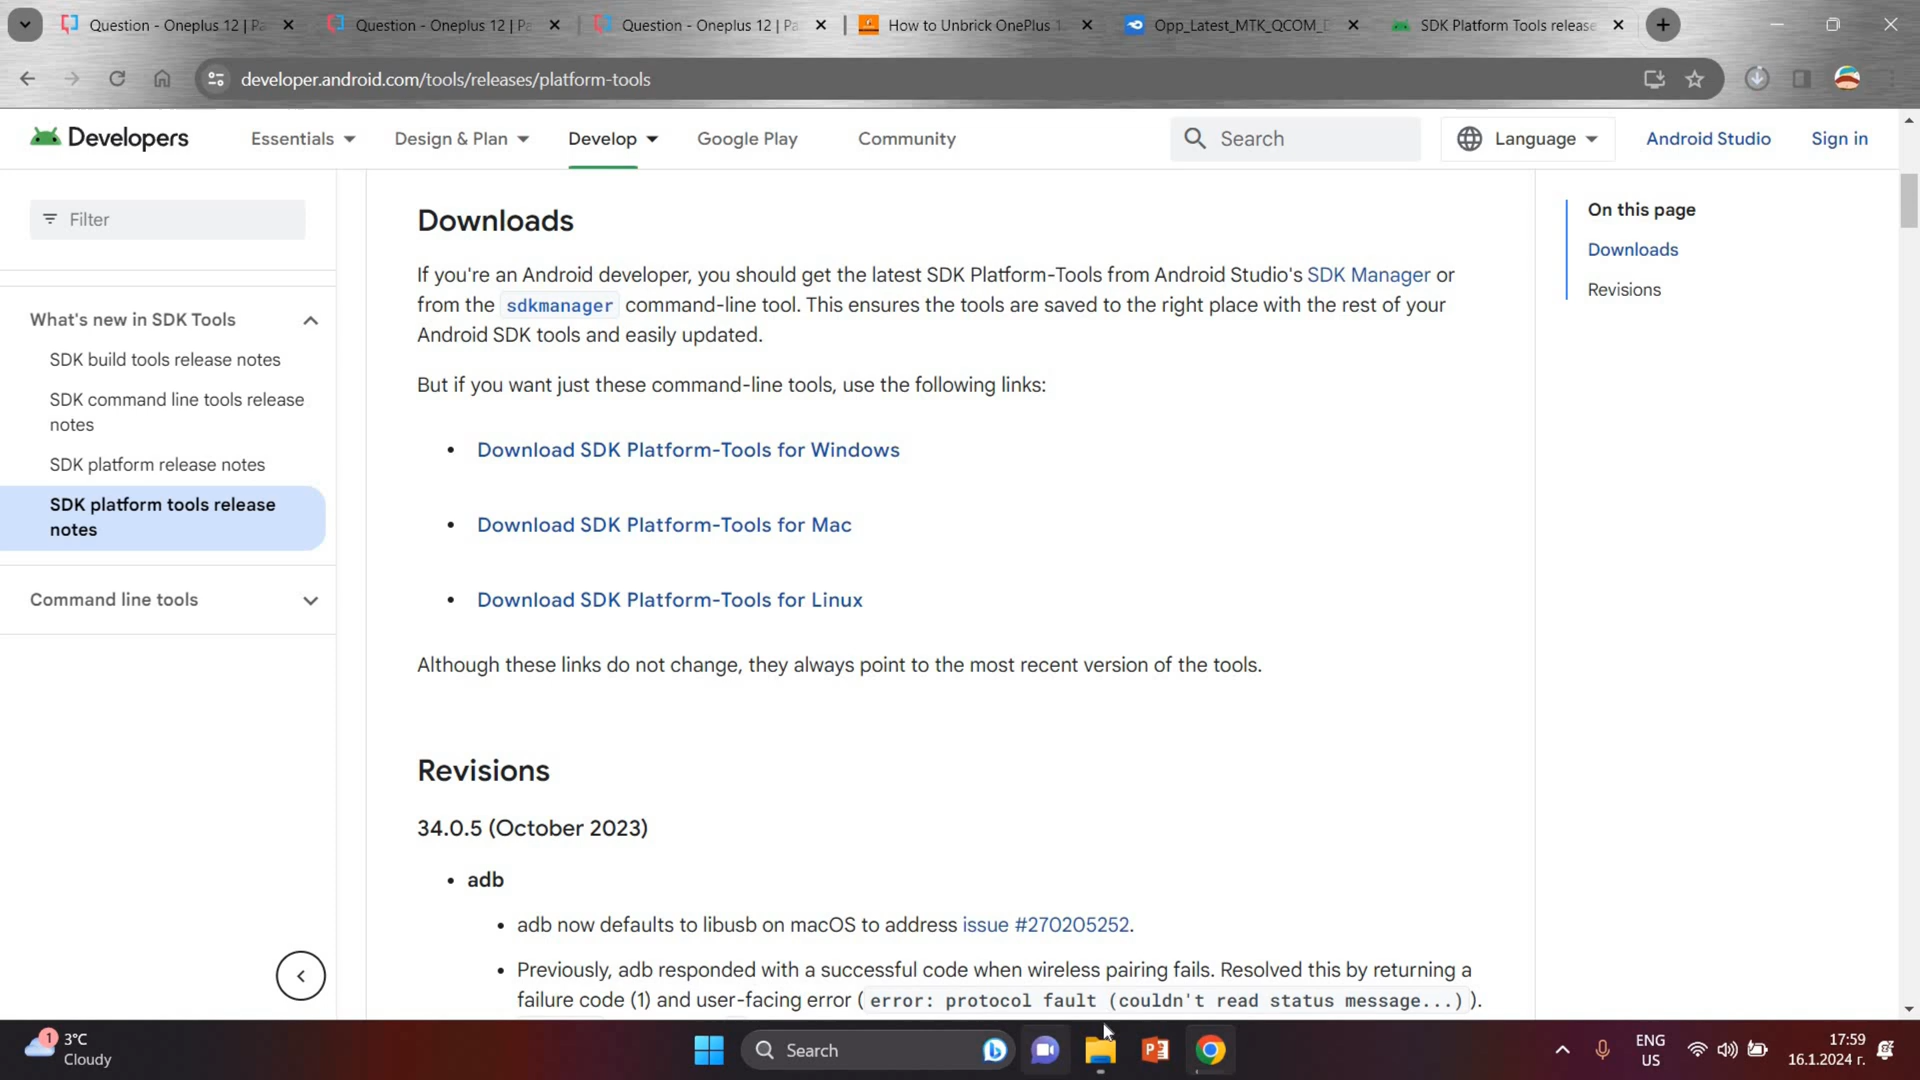 Question - Oneplus 12 | Pa
Question - Oneplus 12 | Pa
Question - Oneplus 12 | Pa
How to Unbrick OnePlus 1
Opp_Latest_MTK_QCOM_D
SDK Platform Tools release
developer.android.com/tools/releases/platform-tools
Developers
Essentials
Design & Plan
Develop
Google Play
Community
Search
Language
Android Studio
Sign in
Filter
What's new in SDK Tools
SDK build tools release notes
SDK command line tools release
notes
SDK platform release notes
SDK platform tools release
notes
Command line tools
Downloads
If you're an Android developer, you should get the latest SDK Platform-Tools from Android Studio's SDK Manager or
from the sdkmanager command-line tool. This ensures the tools are saved to the right place with the rest of your
Android SDK tools and easily updated.
But if you want just these command-line tools, use the following links:
• Download SDK Platform-Tools for Windows
• Download SDK Platform-Tools for Mac
• Download SDK Platform-Tools for Linux
Although these links do not change, they always point to the most recent version of the tools.
Revisions
34.0.5 (October 2023)
• adb
• adb now defaults to libusb on macOS to address issue #270205252.
• Previously, adb responded with a successful code when wireless pairing fails. Resolved this by returning a
failure code (1) and user-facing error ( error: protocol fault (couldn't read status message...) ).
On this page
Downloads
Revisions
1
3°C
Cloudy
Search
ENG
US
17:59
16.1.2024 г.